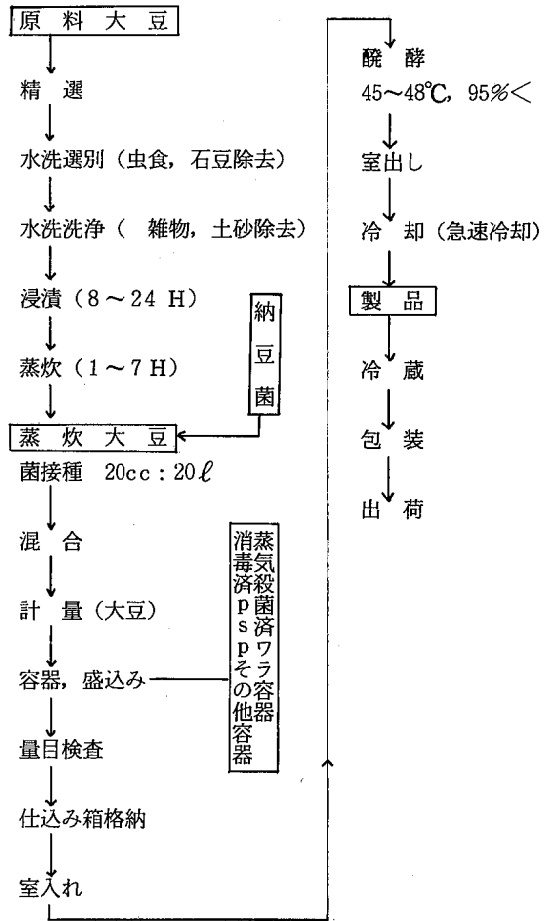 原料大豆
精選
水洗選別（虫食，石豆除去）
水洗洗浄（ 雑物，土砂除去）
浸漬（8～24 H）
蒸炊（1～7 H）
納豆菌
蒸炊大豆
菌接種 20cc：20ℓ
混合
計量（大豆）
容器，盛込み
蒸気殺菌済ワラ容器
消毒済pspその他容器
量目検査
仕込み箱格納
室入れ
醗酵
45～48℃，95%＜
室出し
冷却（急速冷却）
製品
冷蔵
包装
出荷